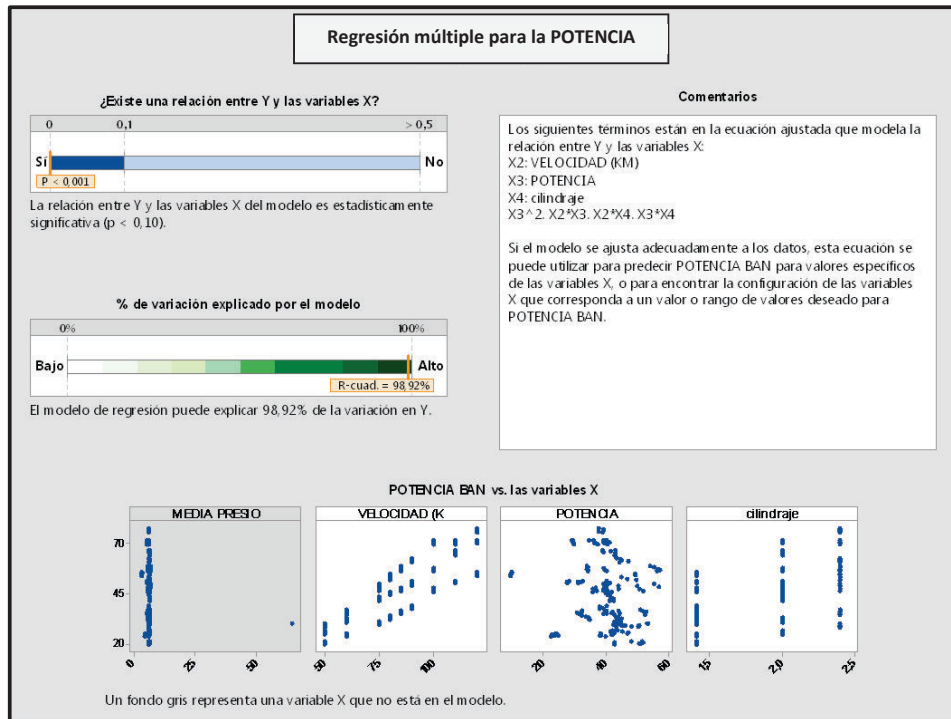 Regresión múltiple para la POTENCIA
¿Existe una relación entre Y y las variables X?
0 0,1 > 0,5
Sí No
P < 0,001
La relación entre Y y las variables X del modelo es estadísticamente
significativa (p < 0,10).
% de variación explicado por el modelo
0% 100%
Bajo Alto
R-cuad. = 98,92%
El modelo de regresión puede explicar 98,92% de la variación en Y.
Comentarios
Los siguientes términos están en la ecuación ajustada que modela la
relación entre Y y las variables X:
X2: VELOCIDAD (KM)
X3: POTENCIA
X4: cilindraje
X3^2. X2*X3. X2*X4. X3*X4
Si el modelo se ajusta adecuadamente a los datos, esta ecuación se
puede utilizar para predecir POTENCIA BAN para valores específicos
de las variables X, o para encontrar la configuración de las variables
X que corresponda a un valor o rango de valores deseado para
POTENCIA BAN.
POTENCIA BAN vs. las variables X
MEDIA PRESIO VELOCIDAD (K POTENCIA cilindraje
70
45
20
0 25 50 50 75 100 20 40 60 1,5 2,0 2,5
Un fondo gris representa una variable X que no está en el modelo.